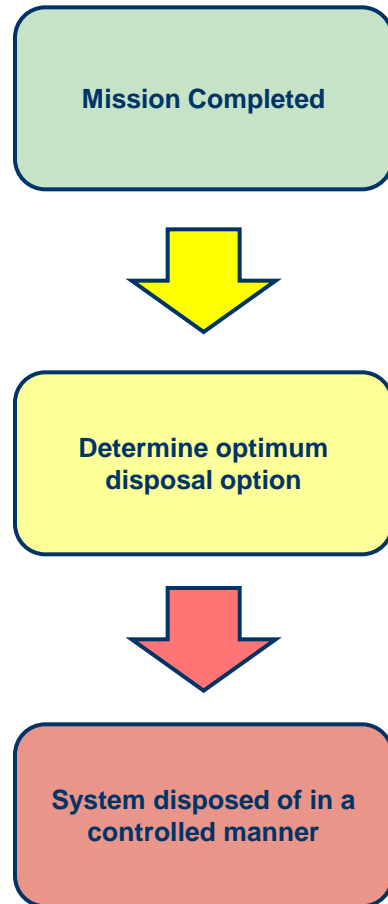 Mission Completed
Determine optimum
disposal option
System disposed of in a
controlled manner